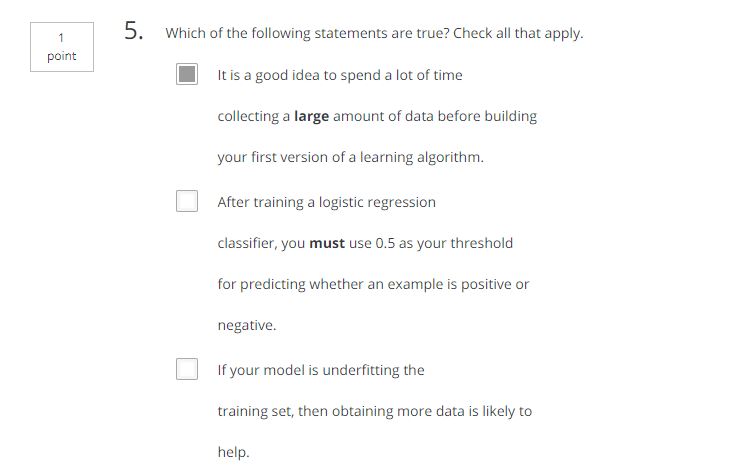 1
point
5. Which of the following statements are true? Check all that apply.
It is a good idea to spend a lot of time
collecting a large amount of data before building
your first version of a learning algorithm.
After training a logistic regression
classifier, you must use 0.5 as your threshold
for predicting whether an example is positive or
negative.
If your model is underfitting the
training set, then obtaining more data is likely to
help.